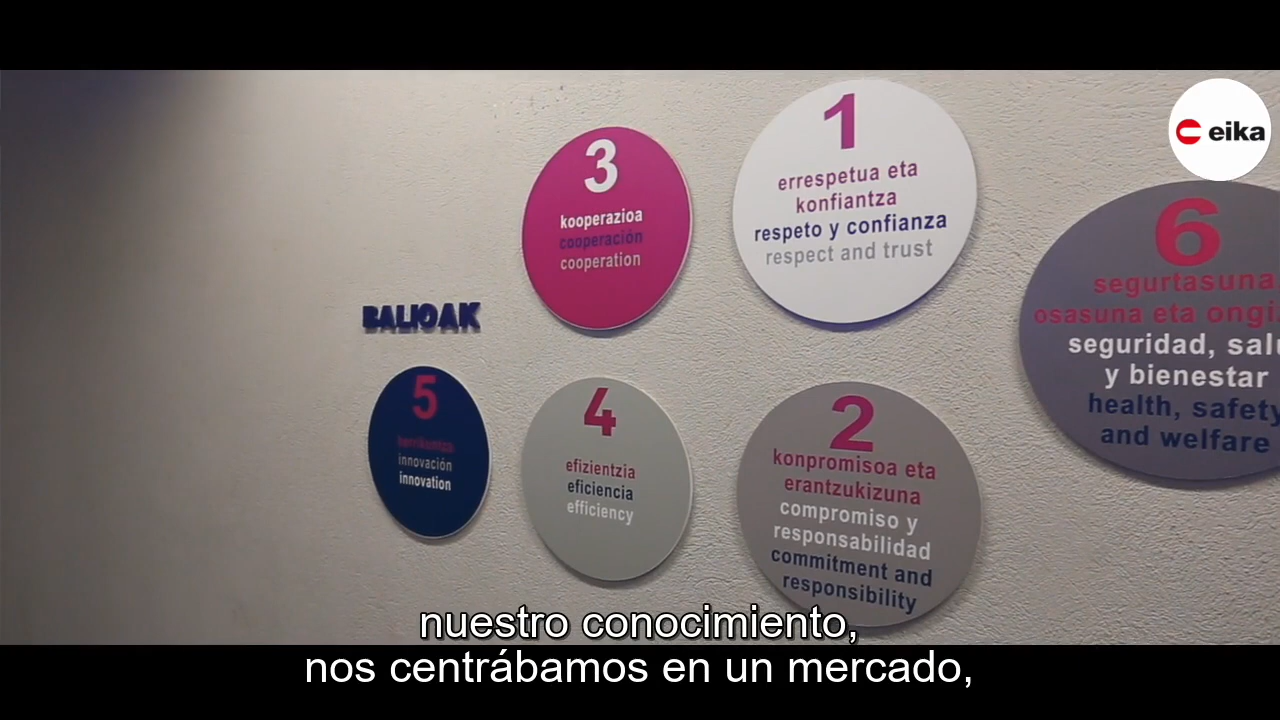 eika
BALIOAK
1
errespetua eta
konfiantza
respeto y confianza
respect and trust
2
konpromisoa eta
erantzukizuna
compromiso y
responsabilidad
commitment and
responsibility
3
kooperazioa
cooperación
cooperation
4
efizientzia
eficiencia
efficiency
5
berrikuntza
innovación
innovation
6
segurtasuna
osasuna eta
seguridad,
y bienestar
health, safety
and welfare
nuestro conocimiento,
nos centrábamos en un mercado,